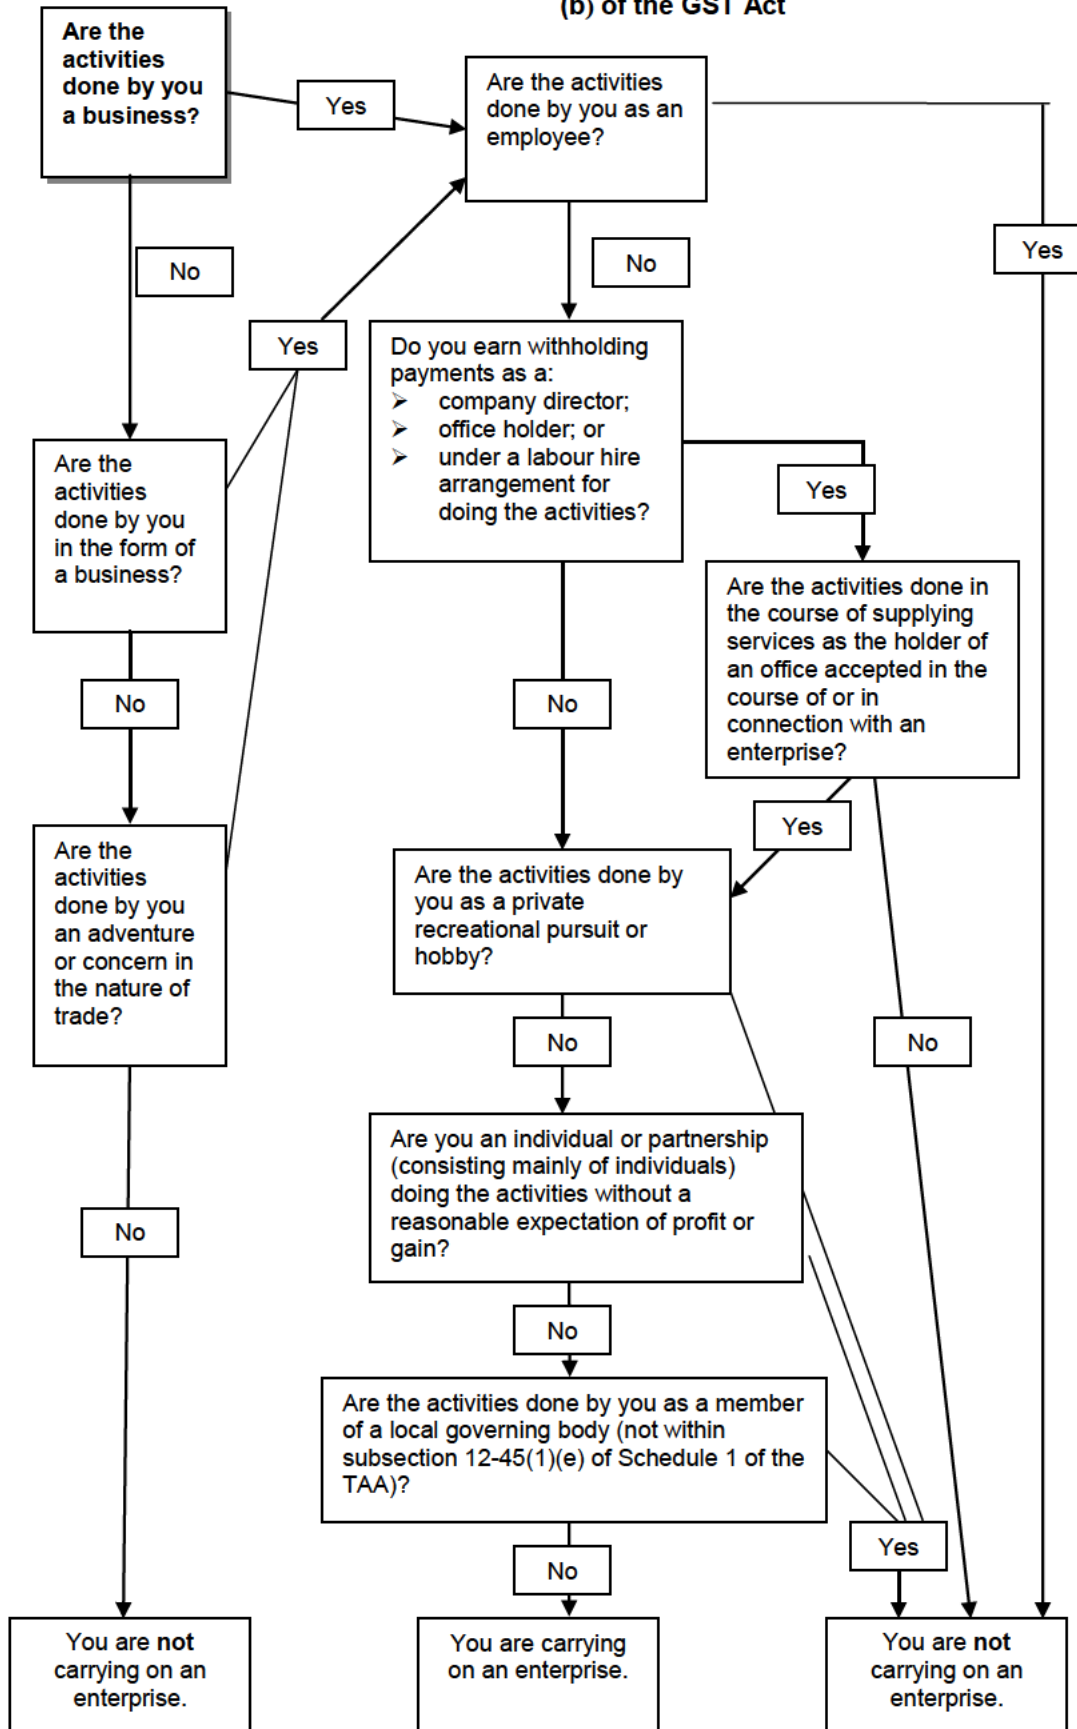 (b) of the GST Act
Are the
activities
done by you
a business?
Yes
Are the activities
done by you as an
employee?
Yes
No
No
Yes
Do you earn withholding
payments as a:
➢ company director;
➢ office holder; or
➢ under a labour hire
arrangement for
doing the activities?
Are the
activities
done by you
in the form of
a business?
Yes
Are the activities done in
the course of supplying
services as the holder of
an office accepted in the
course of or in
connection with an
enterprise?
No
No
Yes
Are the
activities
done by you
an adventure
or concern in
the nature of
trade?
Are the activities done by
you as a private
recreational pursuit or
hobby?
No
No
Are you an individual or partnership
(consisting mainly of individuals)
doing the activities without a
reasonable expectation of profit or
gain?
No
No
Are the activities done by you as a member
of a local governing body (not within
subsection 12-45(1)(e) of Schedule 1 of the
TAA)?
Yes
No
You are not
carrying on an
enterprise.
You are carrying
on an enterprise.
You are not
carrying on an
enterprise.